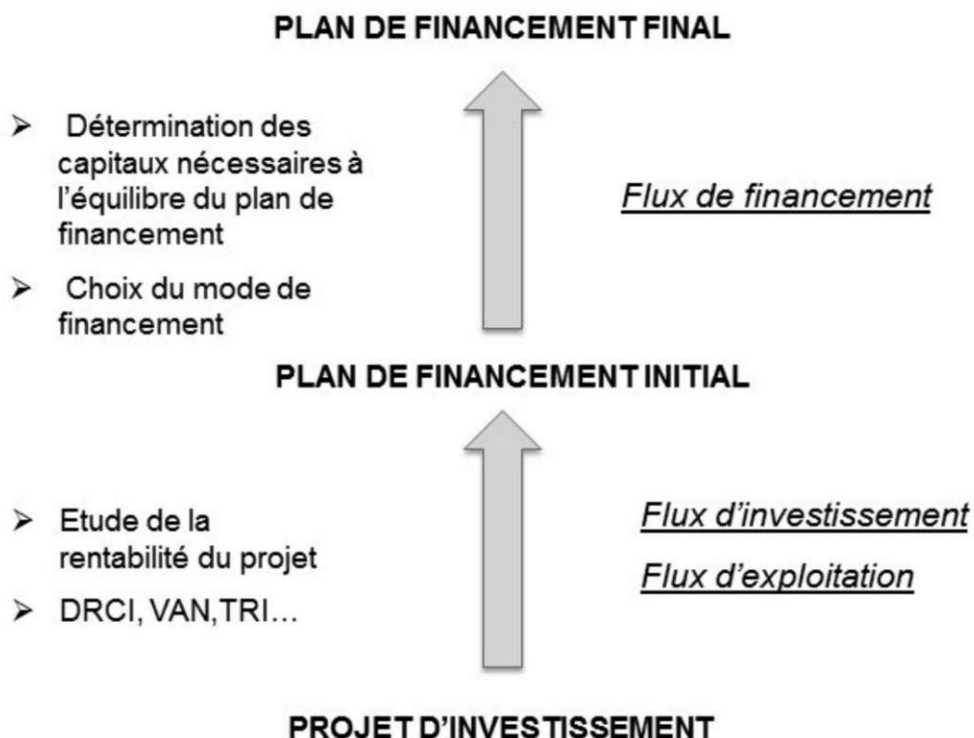 PLAN DE FINANCEMENT FINAL
➤ Détermination des
capitaux nécessaires à
l'équilibre du plan de
financement
Flux de financement
➤ Choix du mode de
financement
PLAN DE FINANCEMENT INITIAL
➤ Etude de la
rentabilité du projet
➤ DRCI, VAN,TRI...
Flux d'investissement
Flux d'exploitation
PROJET D'INVESTISSEMENT